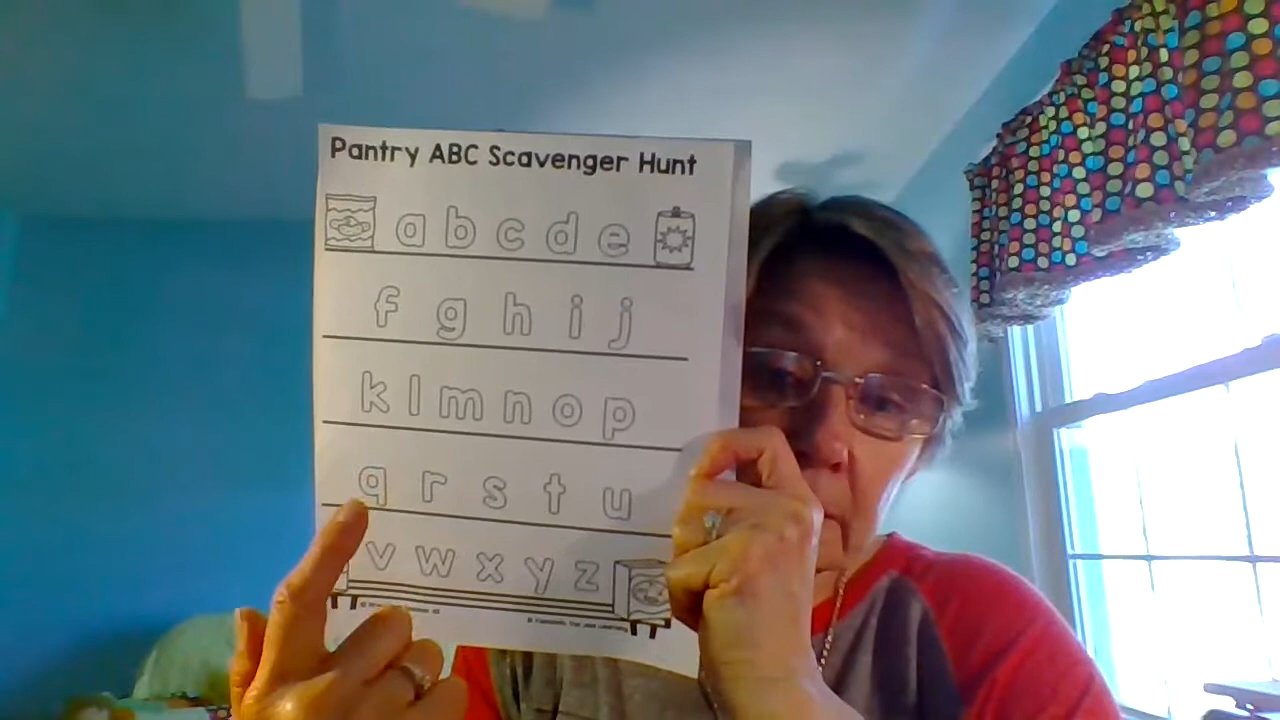 Pantry ABC Scavenger Hunt
a b c d e
f g h i j
k l m n o p
q r s t u
v w x y z